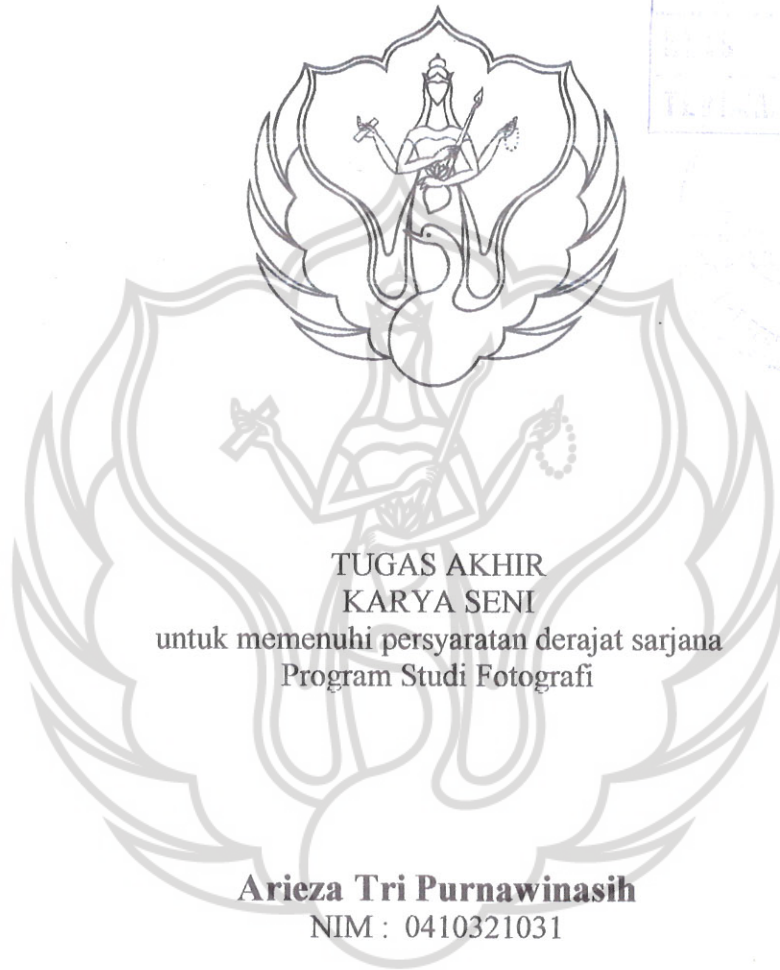 TUGAS AKHIR
KARYA SENI
untuk memenuhi persyaratan derajat sarjana
Program Studi Fotografi
Arieza Tri Purnawinasih
NIM : 0410321031